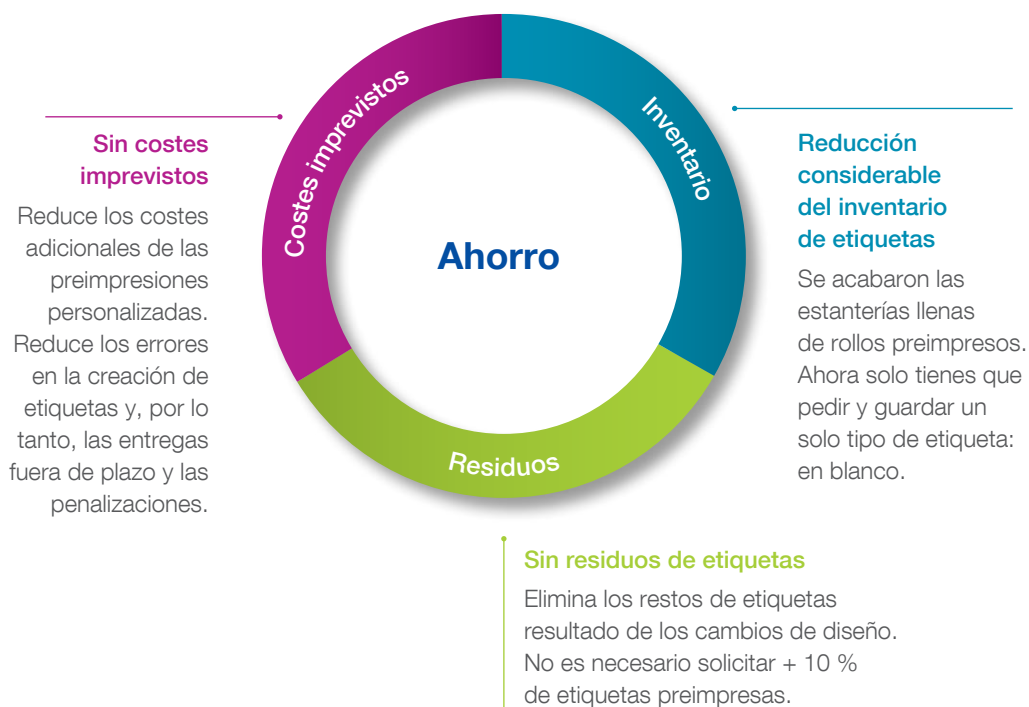 Costes imprevistos
Inventario
Residuos
Ahorro
Sin costes
imprevistos
Reduce los costes
adicionales de las
preimpresiones
personalizadas.
Reduce los errores
en la creación de
etiquetas y, por lo
tanto, las entregas
fuera de plazo y las
penalizaciones.
Reducción
considerable
del inventario
de etiquetas
Se acabaron las
estanterías llenas
de rollos preimpresos.
Ahora solo tienes que
pedir y guardar un
solo tipo de etiqueta:
en blanco.
Sin residuos de etiquetas
Elimina los restos de etiquetas
resultado de los cambios de diseño.
No es necesario solicitar + 10 %
de etiquetas preimpresas.